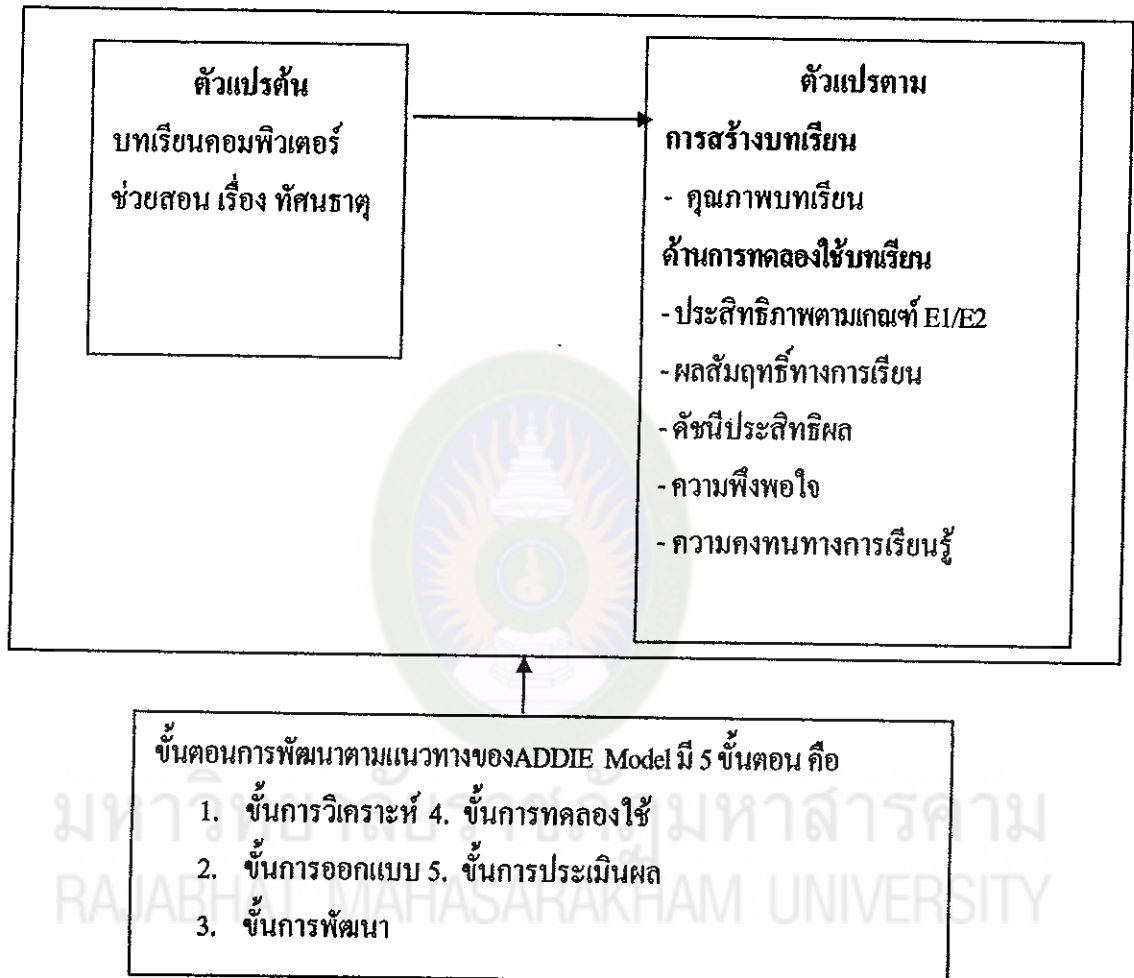 ตัวแปรต้น
บทเรียนคอมพิวเตอร์
ช่วยสอน เรื่อง ทัศนธาตุ
ตัวแปรตาม
การสร้างบทเรียน
- คุณภาพบทเรียน
ด้านการทดลองใช้บทเรียน
- ประสิทธิภาพตามเกณฑ์ E1/E2
- ผลสัมฤทธิ์ทางการเรียน
- ดัชนีประสิทธิผล
- ความพึงพอใจ
- ความคงทนทางการเรียนรู้
ขั้นตอนการพัฒนาตามแนวทางของADDIE Model มี 5 ขั้นตอน คือ
1. ขั้นการวิเคราะห์ 4. ขั้นการทดลองใช้
2. ขั้นการออกแบบ 5. ขั้นการประเมินผล
3. ขั้นการพัฒนา
มหาวิทยาลัยราชภัฏมหาสารคาม
RAJABHAT MAHASARAKHAM UNIVERSITY